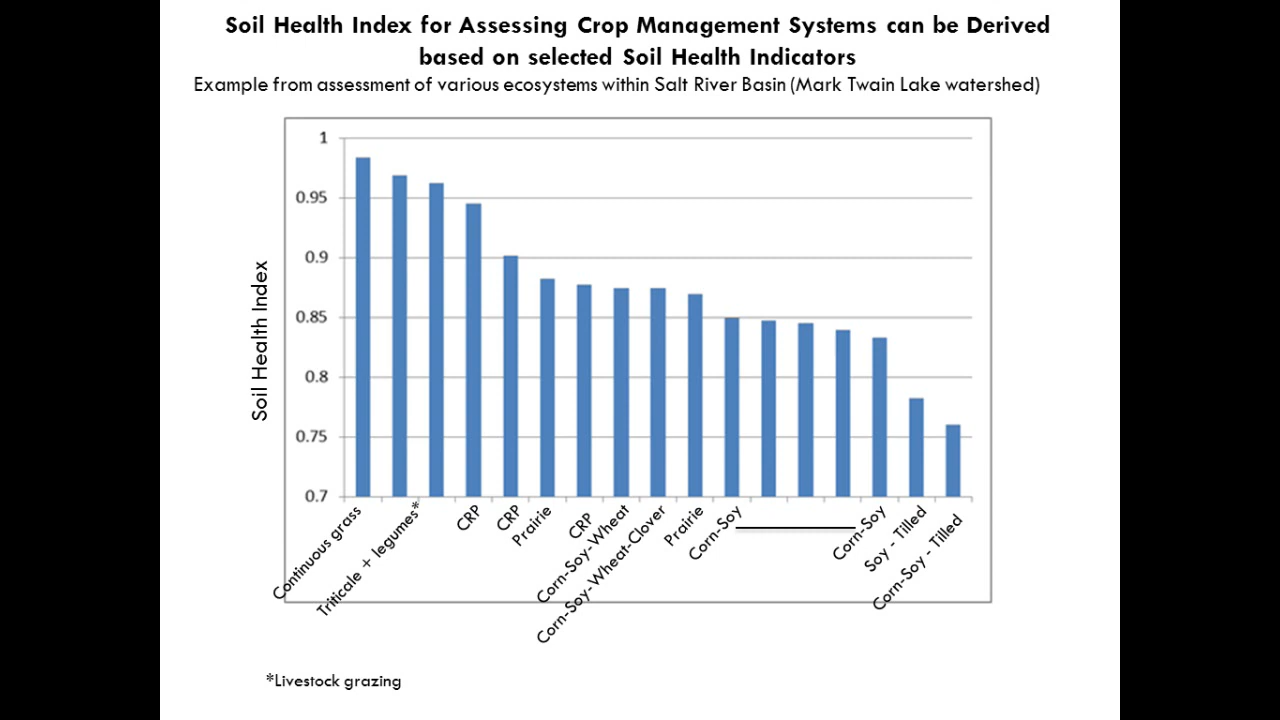 Soil Health Index for Assessing Crop Management Systems can be Derived
based on selected Soil Health Indicators
Example from assessment of various ecosystems within Salt River Basin (Mark Twain Lake watershed)
1
0.95
0.9
0.85
0.8
0.75
0.7
Soil Health Index
Continuous grass
Triticale + legumes*
CRP
CRP
Prairie
CRP
Corn-Soy-Wheat
Corn-Soy-Wheat-Clover
Prairie
Corn-Soy
Corn-Soy
Soy - Tilled
Corn-Soy - Tilled
*Livestock grazing